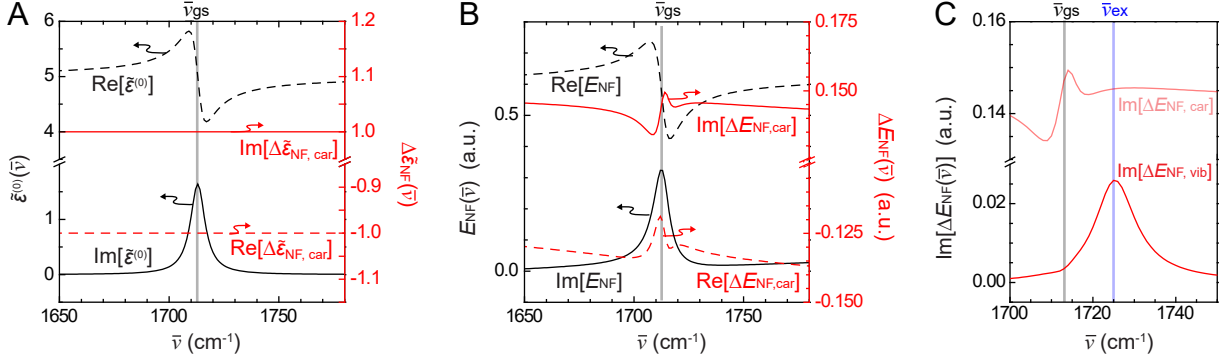 A
ν̄gs
6
5
4
1
0
ε̃⁽⁰⁾(ν̄)
Re[ε̃⁽⁰⁾]
Im[Δε̃NF, car]
Im[ε̃⁽⁰⁾]
Re[Δε̃NF, car]
1.2
1.1
1.0
0.9
-0.9
-1.0
-1.1
Δε̃NF(ν̄)
1650
1700
1750
ν̄ (cm⁻¹)
B
ν̄gs
0.5
0.0
ENF(ν̄) (a.u.)
Re[ENF]
Im[ΔENF,car]
Im[ENF]
Re[ΔENF,car]
0.175
0.150
0.125
-0.125
-0.150
ΔENF(ν̄) (a.u.)
1650
1700
1750
ν̄ (cm⁻¹)
C
ν̄gs
ν̄ex
0.16
0.14
0.02
0.00
Im[ΔENF(ν̄)] (a.u.)
Im[ΔENF, car]
Im[ΔENF, vib]
1700
1720
1740
ν̄ (cm⁻¹)